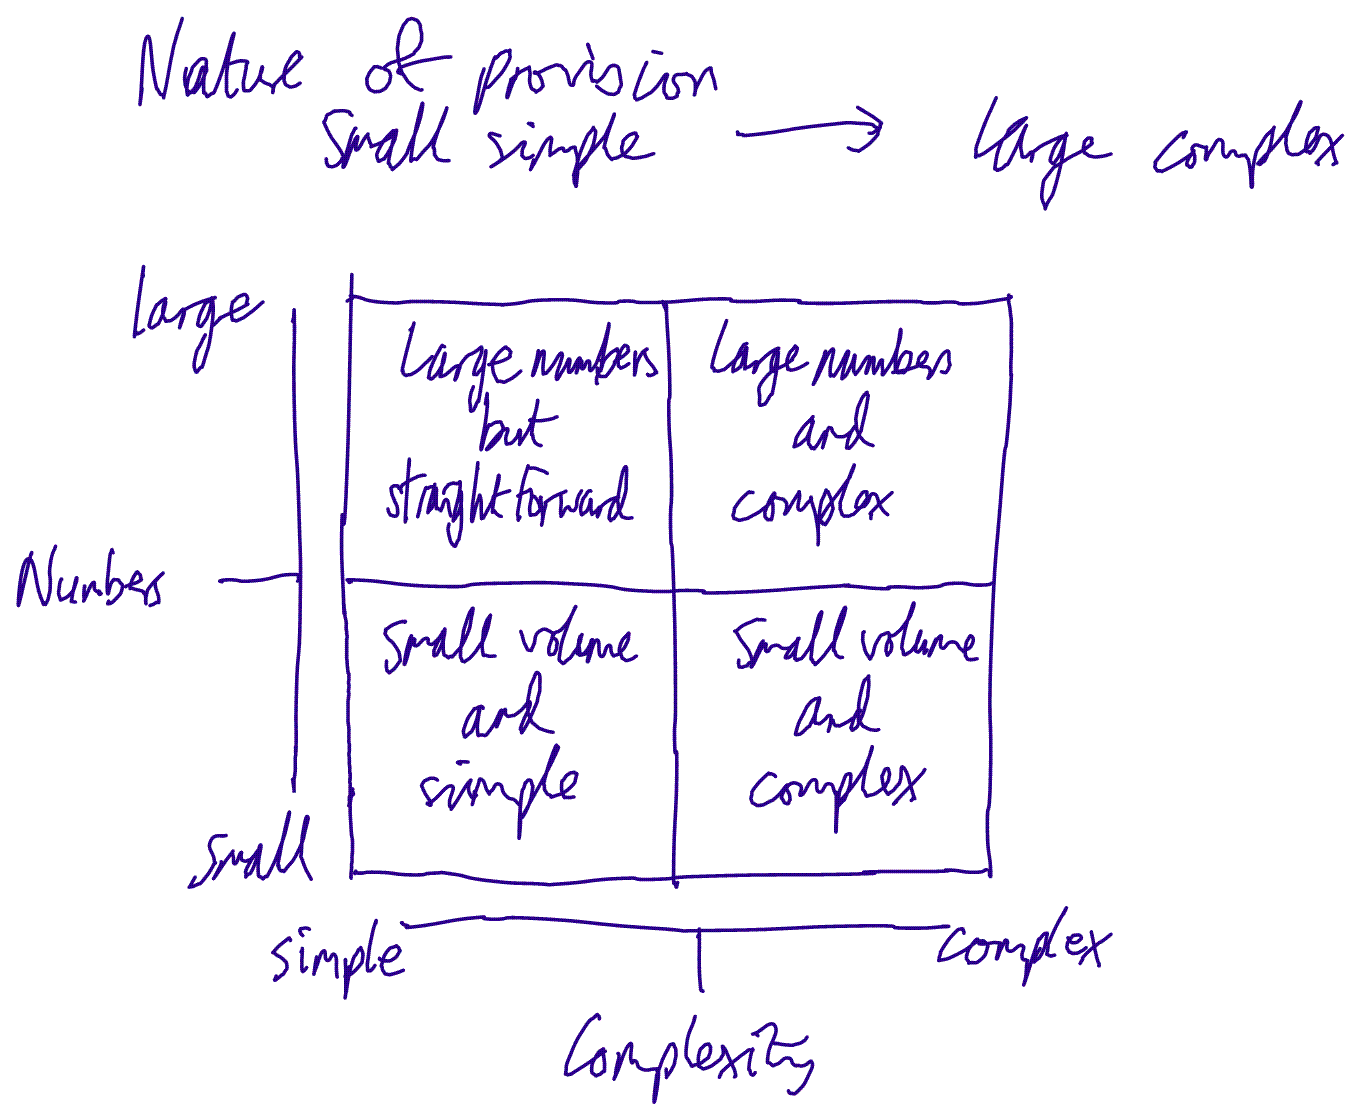 Nature of provision
Small simple → Large complex
Large
Large numbers
but
straightforward
Large numbers
and
complex
Numbers
Small volume
and
simple
Small volume
and
complex
Small
simple
complex
Complexity